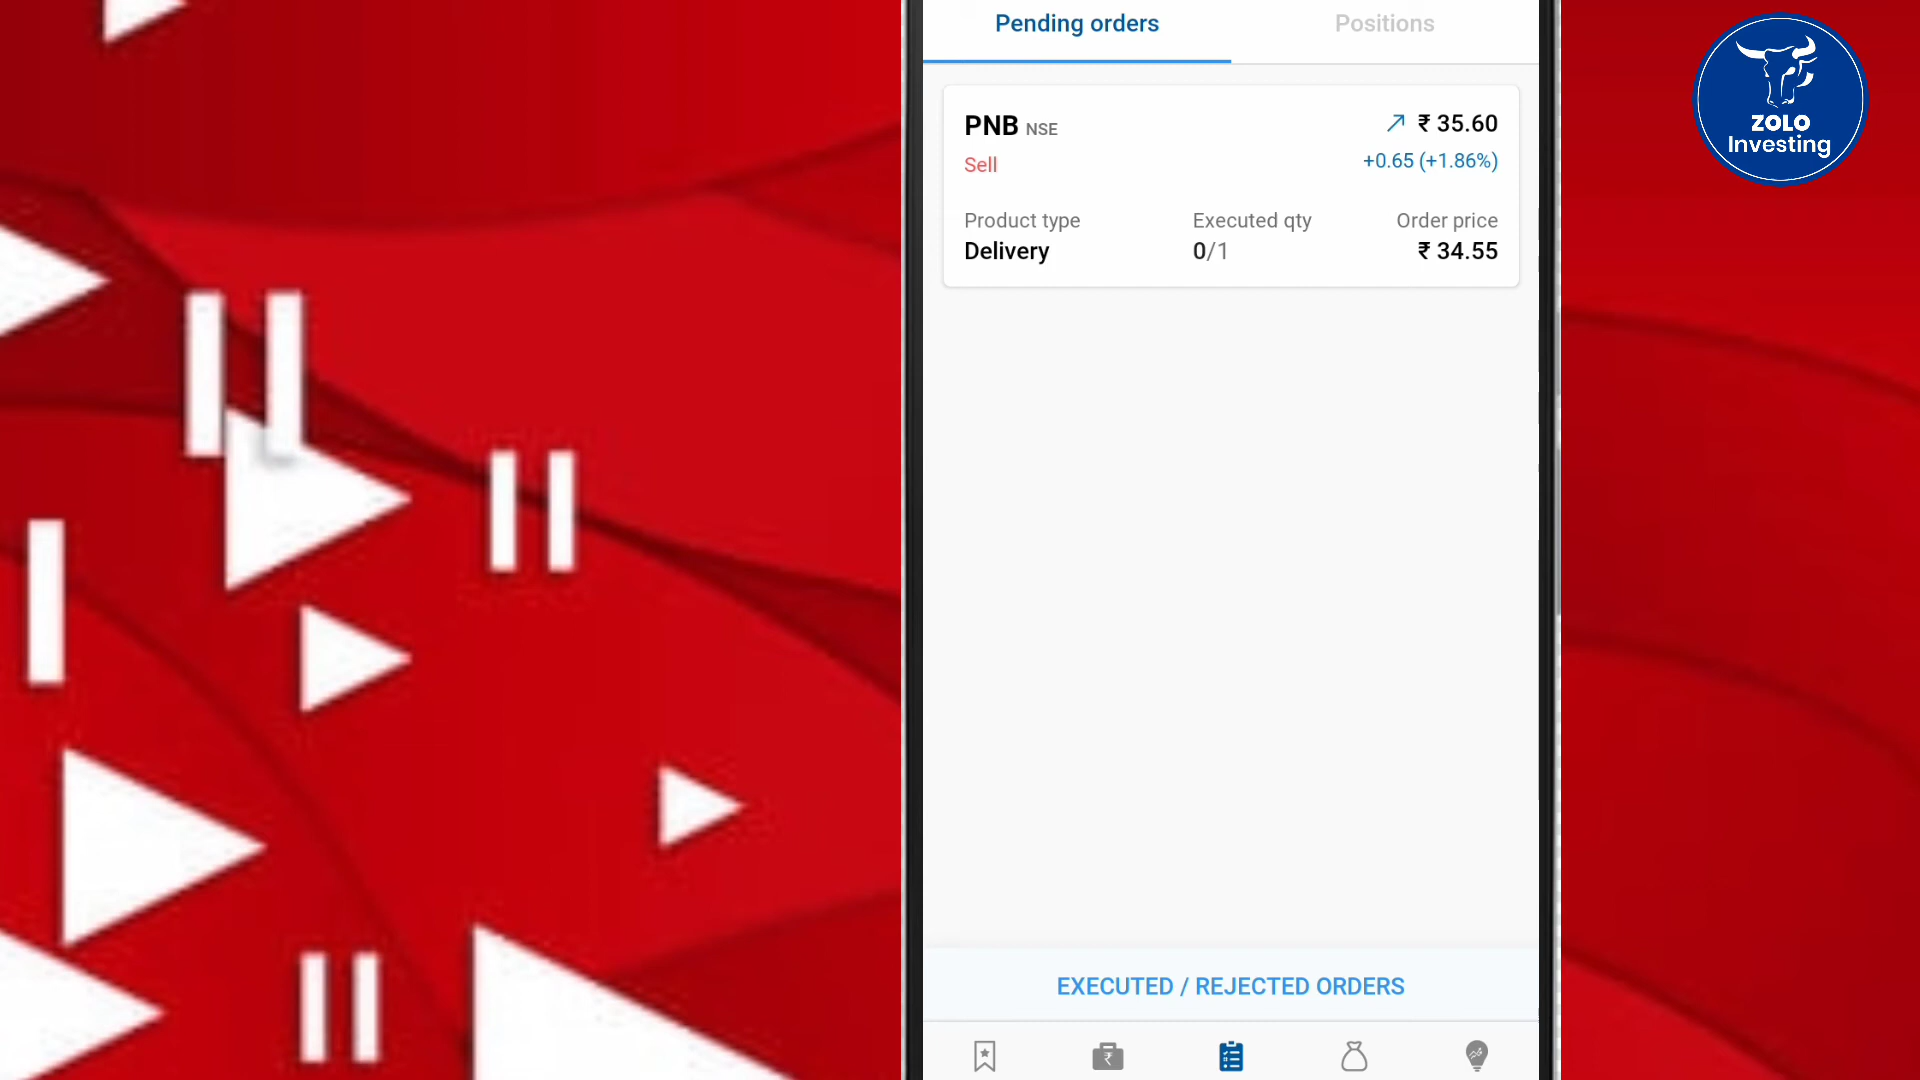 Pending orders
Positions
PNB NSE
₹ 35.60
Sell
+0.65 (+1.86%)
Product type
Executed qty
Order price
Delivery
0/1
₹ 34.55
EXECUTED / REJECTED ORDERS
ZOLO
Investing